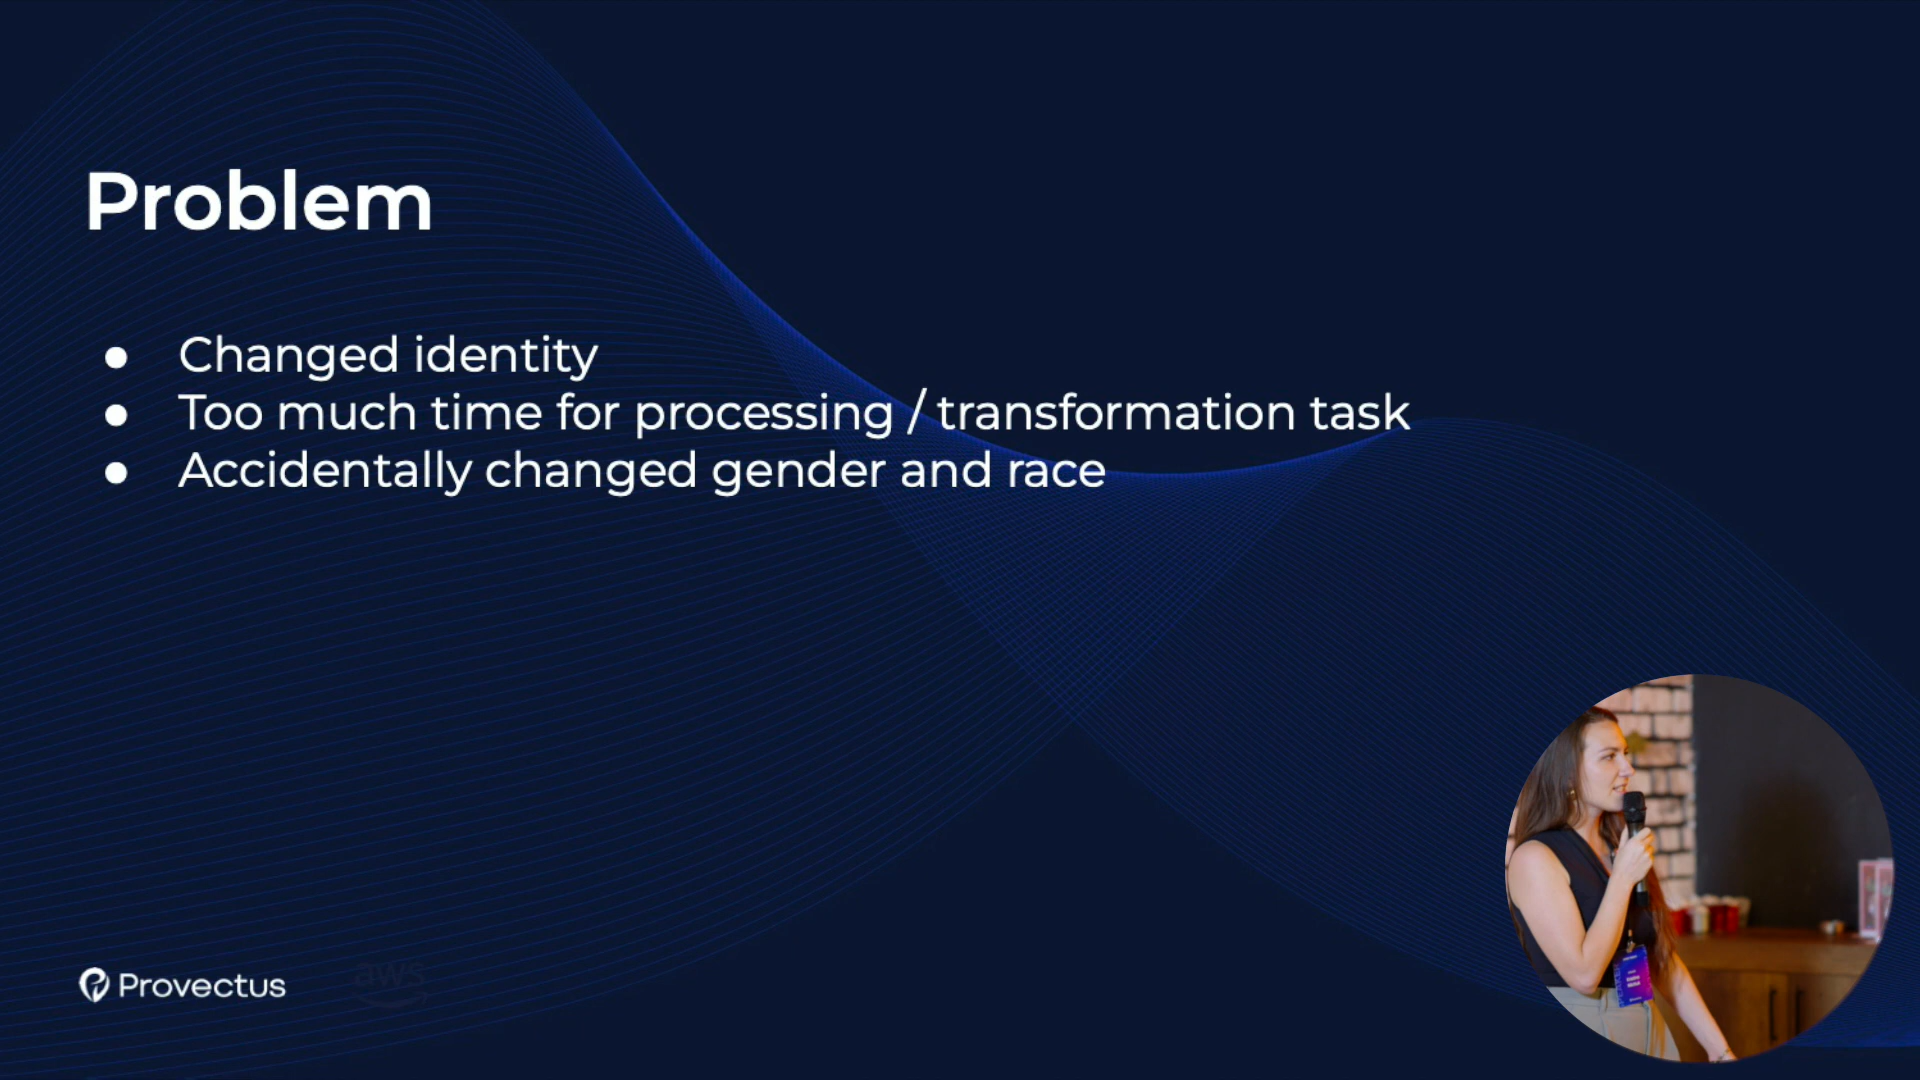 Problem
● Changed identity
● Too much time for processing / transformation task
● Accidentally changed gender and race
Provectus
aws